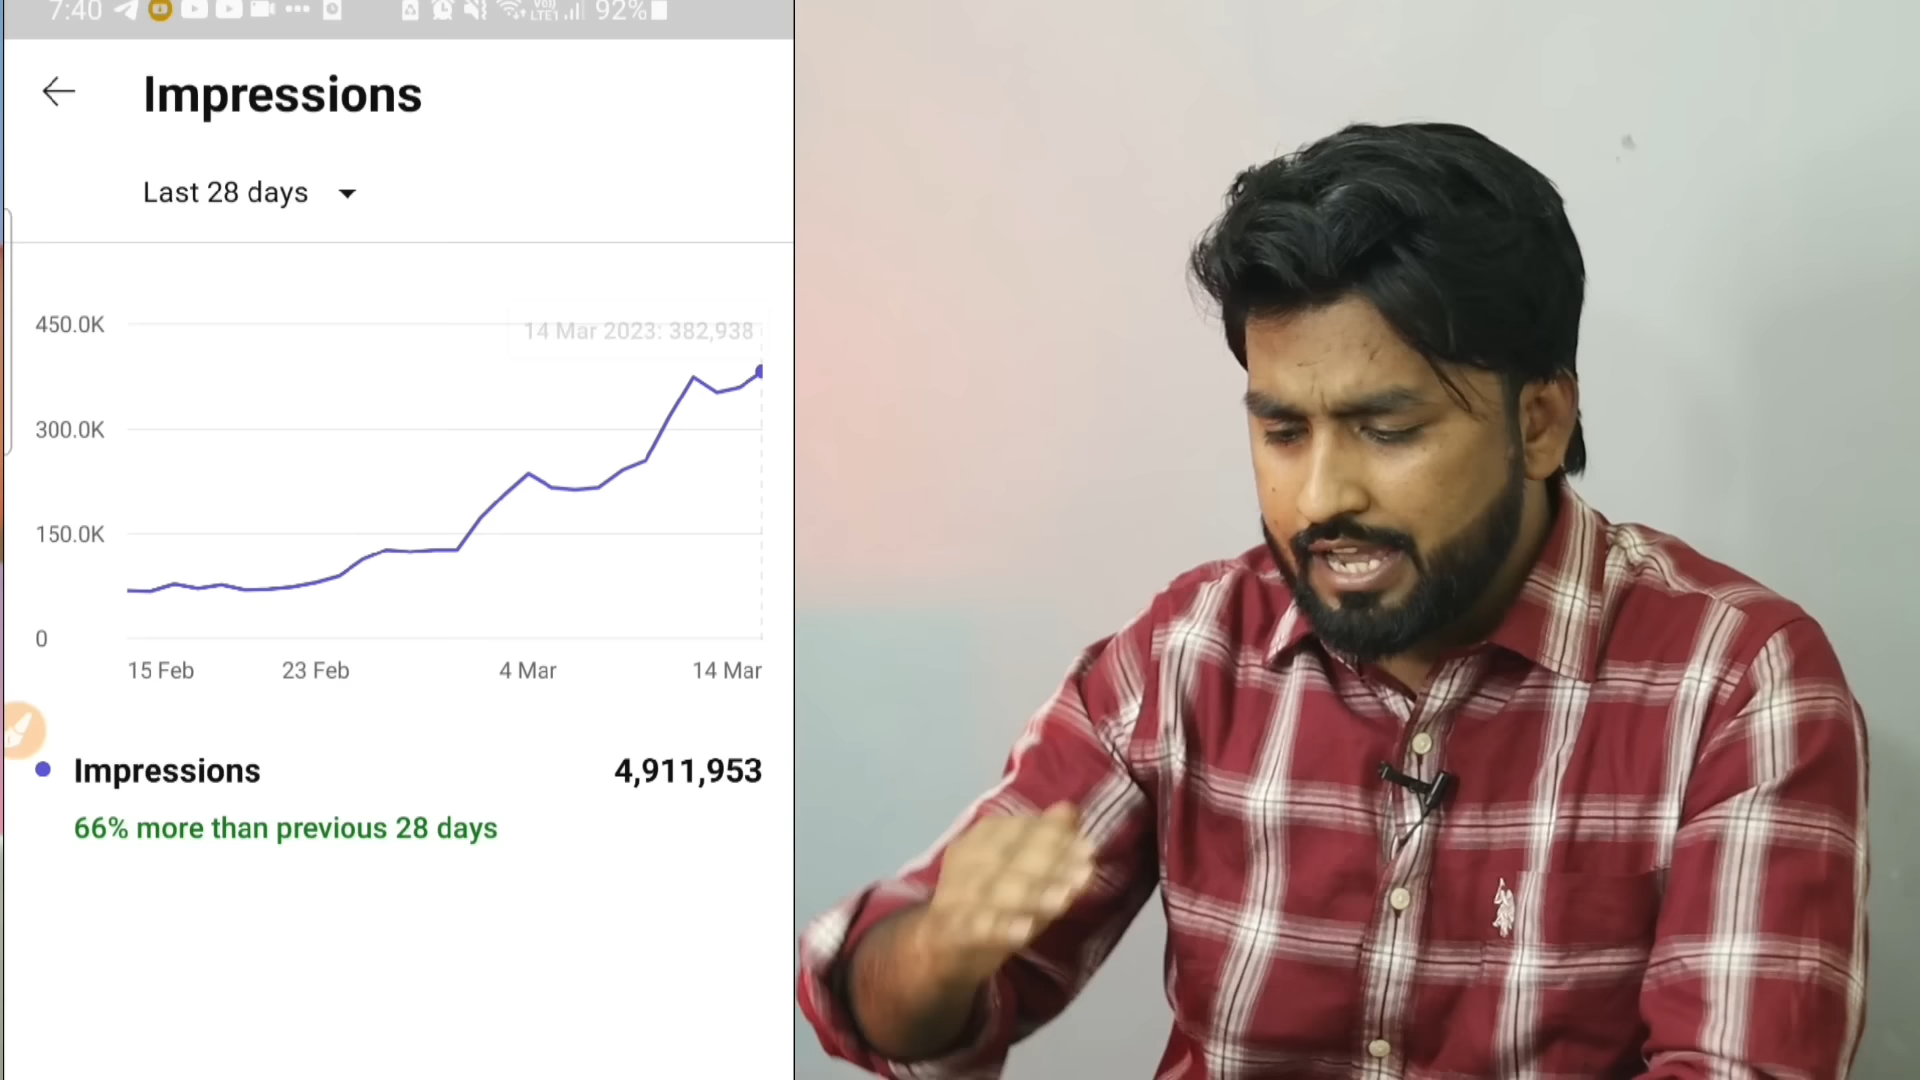 7:40 92%
Impressions
Last 28 days
450.0K
14 Mar 2023: 382,938
300.0K
150.0K
0
15 Feb 23 Feb 4 Mar 14 Mar
Impressions 4,911,953
66% more than previous 28 days